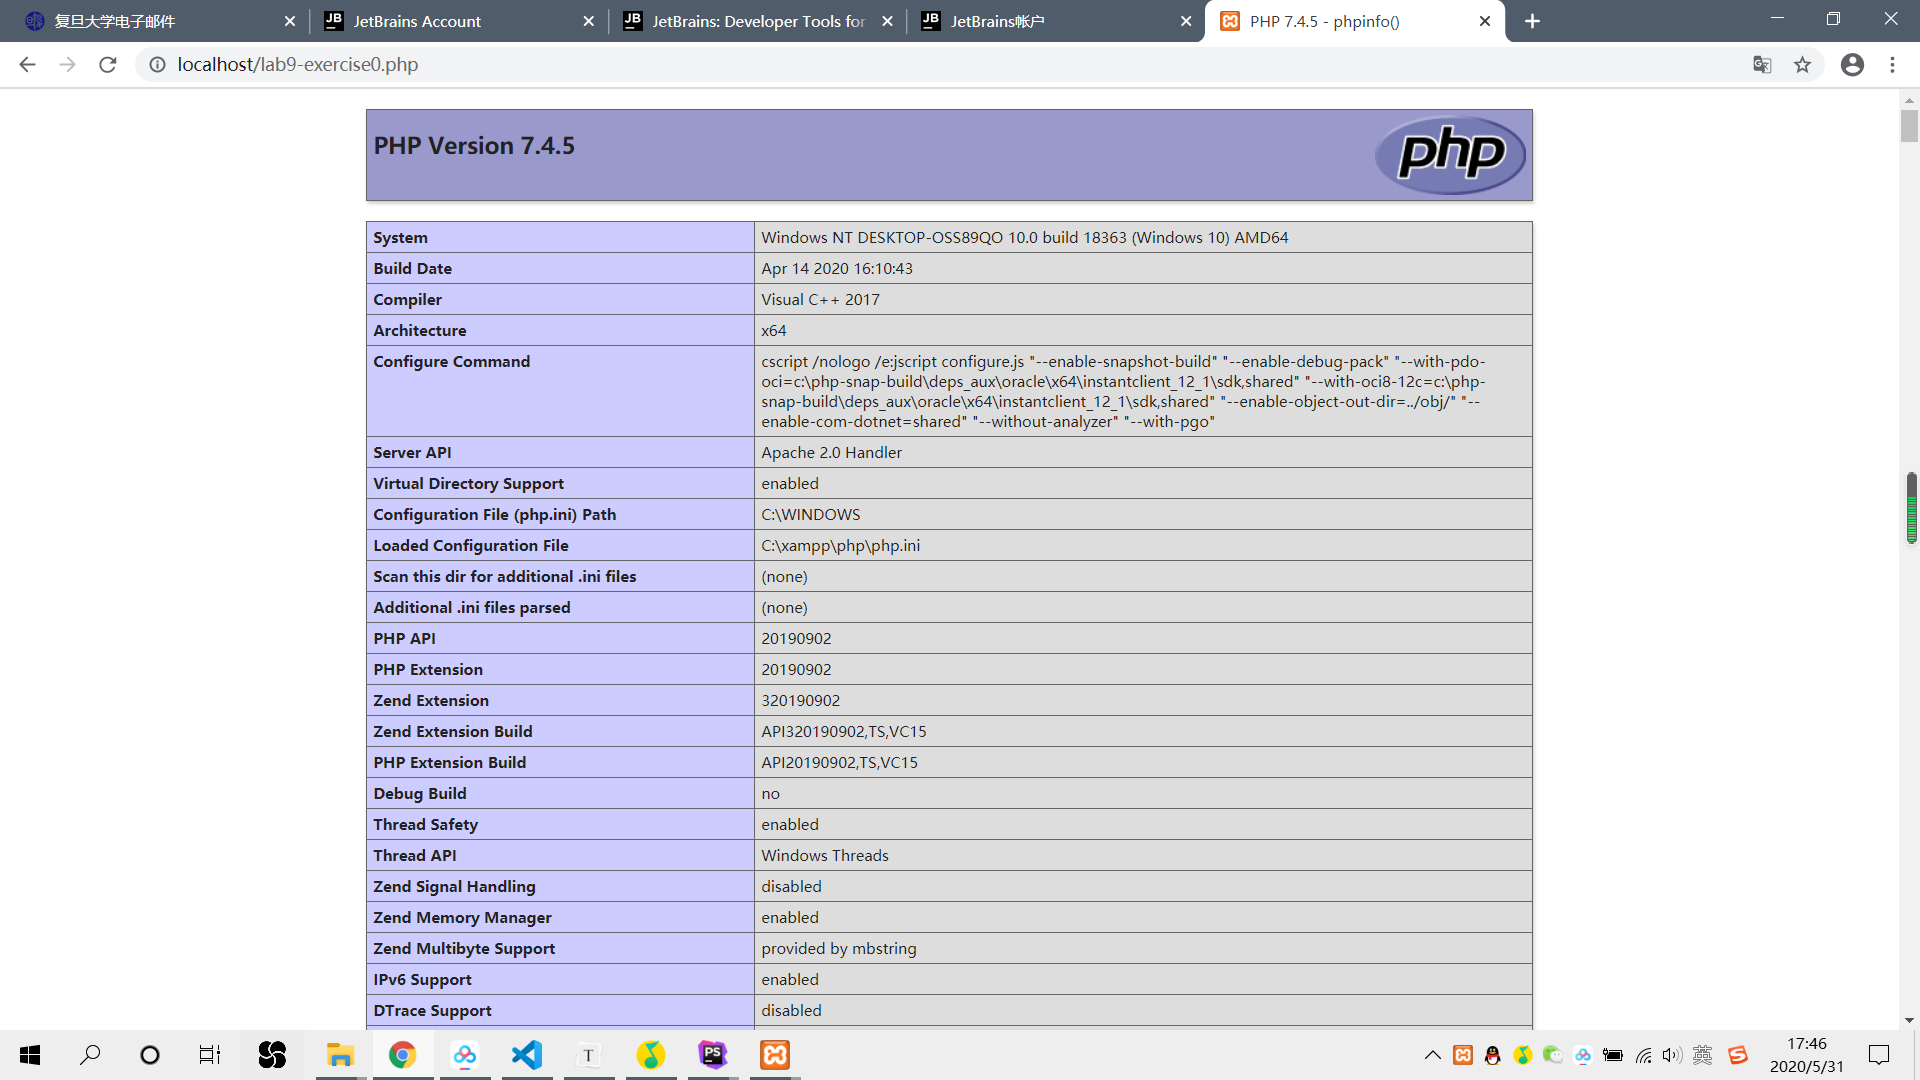 复旦大学电子邮件
JetBrains Account
JetBrains: Developer Tools for
JetBrains帐户
PHP 7.4.5 - phpinfo()
localhost/lab9-exercise0.php
PHP Version 7.4.5
php
System Windows NT DESKTOP-OSS89QO 10.0 build 18363 (Windows 10) AMD64
Build Date Apr 14 2020 16:10:43
Compiler Visual C++ 2017
Architecture x64
Configure Command cscript /nologo /e:jscript configure.js "--enable-snapshot-build" "--enable-debug-pack" "--with-pdo-
oci=c:\php-snap-build\deps_aux\oracle\x64\instantclient_12_1\sdk,shared" "--with-oci8-12c=c:\php-
snap-build\deps_aux\oracle\x64\instantclient_12_1\sdk,shared" "--enable-object-out-dir=../obj/" "--
enable-com-dotnet=shared" "--without-analyzer" "--with-pgo"
Server API Apache 2.0 Handler
Virtual Directory Support enabled
Configuration File (php.ini) Path C:\WINDOWS
Loaded Configuration File C:\xampp\php\php.ini
Scan this dir for additional .ini files (none)
Additional .ini files parsed (none)
PHP API 20190902
PHP Extension 20190902
Zend Extension 320190902
Zend Extension Build API320190902,TS,VC15
PHP Extension Build API20190902,TS,VC15
Debug Build no
Thread Safety enabled
Thread API Windows Threads
Zend Signal Handling disabled
Zend Memory Manager enabled
Zend Multibyte Support provided by mbstring
IPv6 Support enabled
DTrace Support disabled
英
17:46
2020/5/31